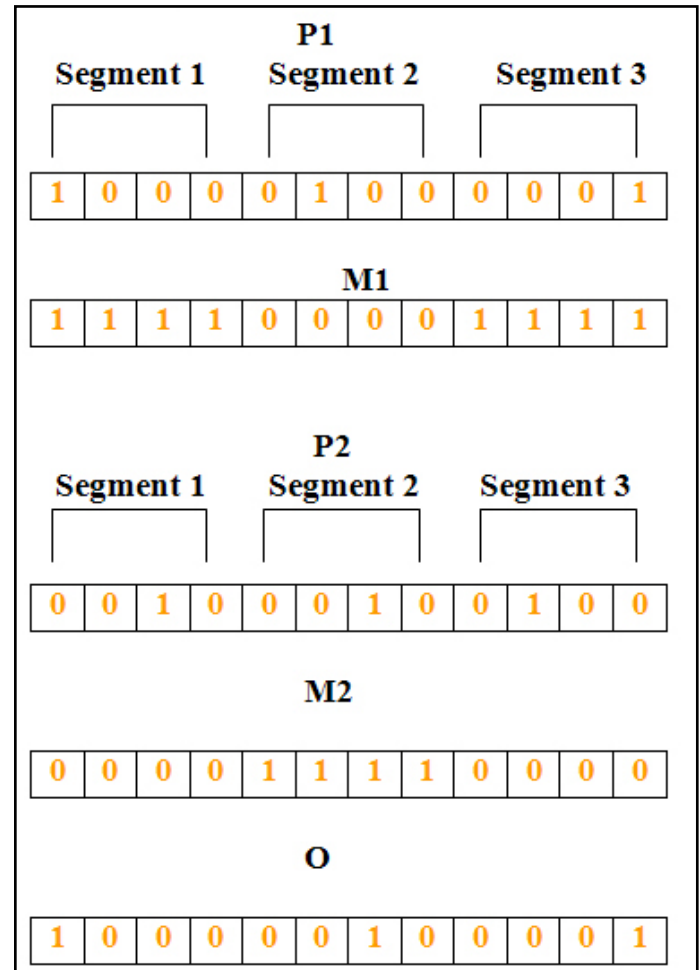 P1
Segment 1 Segment 2 Segment 3
1 0 0 0 0 1 0 0 0 0 0 1
M1
1 1 1 1 0 0 0 0 1 1 1 1
P2
Segment 1 Segment 2 Segment 3
0 0 1 0 0 0 1 0 0 1 0 0
M2
0 0 0 0 1 1 1 1 0 0 0 0
O
1 0 0 0 0 0 1 0 0 0 0 1